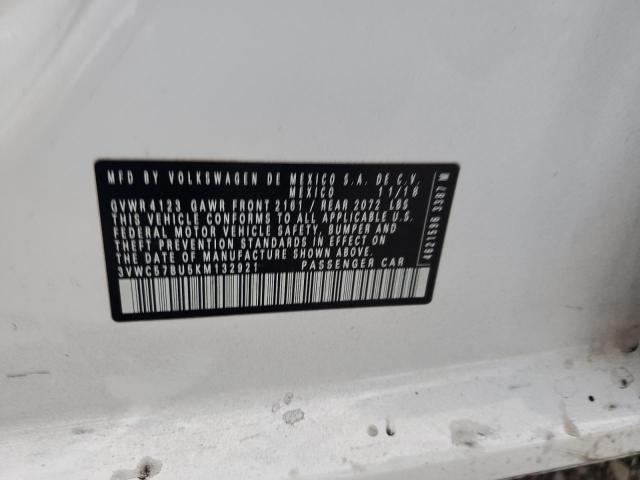 MFD BY VOLKSWAGEN DE MEXICO S.A. DE C.V.
MEXICO 11/18
GVWR 4123 GAWR FRONT 2161 / REAR 2072 LBS
THIS VEHICLE CONFORMS TO ALL APPLICABLE U.S.
FEDERAL MOTOR VEHICLE SAFETY, BUMPER AND
THEFT PREVENTION STANDARDS IN EFFECT ON THE
DATE OF MANUFACTURE SHOWN ABOVE.
3VWC57BU5KM132921 PASSENGER CAR
4621596 3387 M